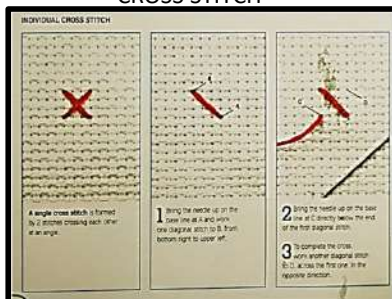 CROSS STITCH
INDIVIDUAL CROSS STITCH
A single cross stitch is formed
by 2 stitches crossing each other
at an angle.
1 Bring the needle up on the
base line at A and work
one diagonal stitch to B, from
bottom right to upper left.
2 Bring the needle up on the base
line at C directly below the end
of the first diagonal stitch.
3 To complete the cross,
work another diagonal stitch
to D, across the first one, in the
opposite direction.